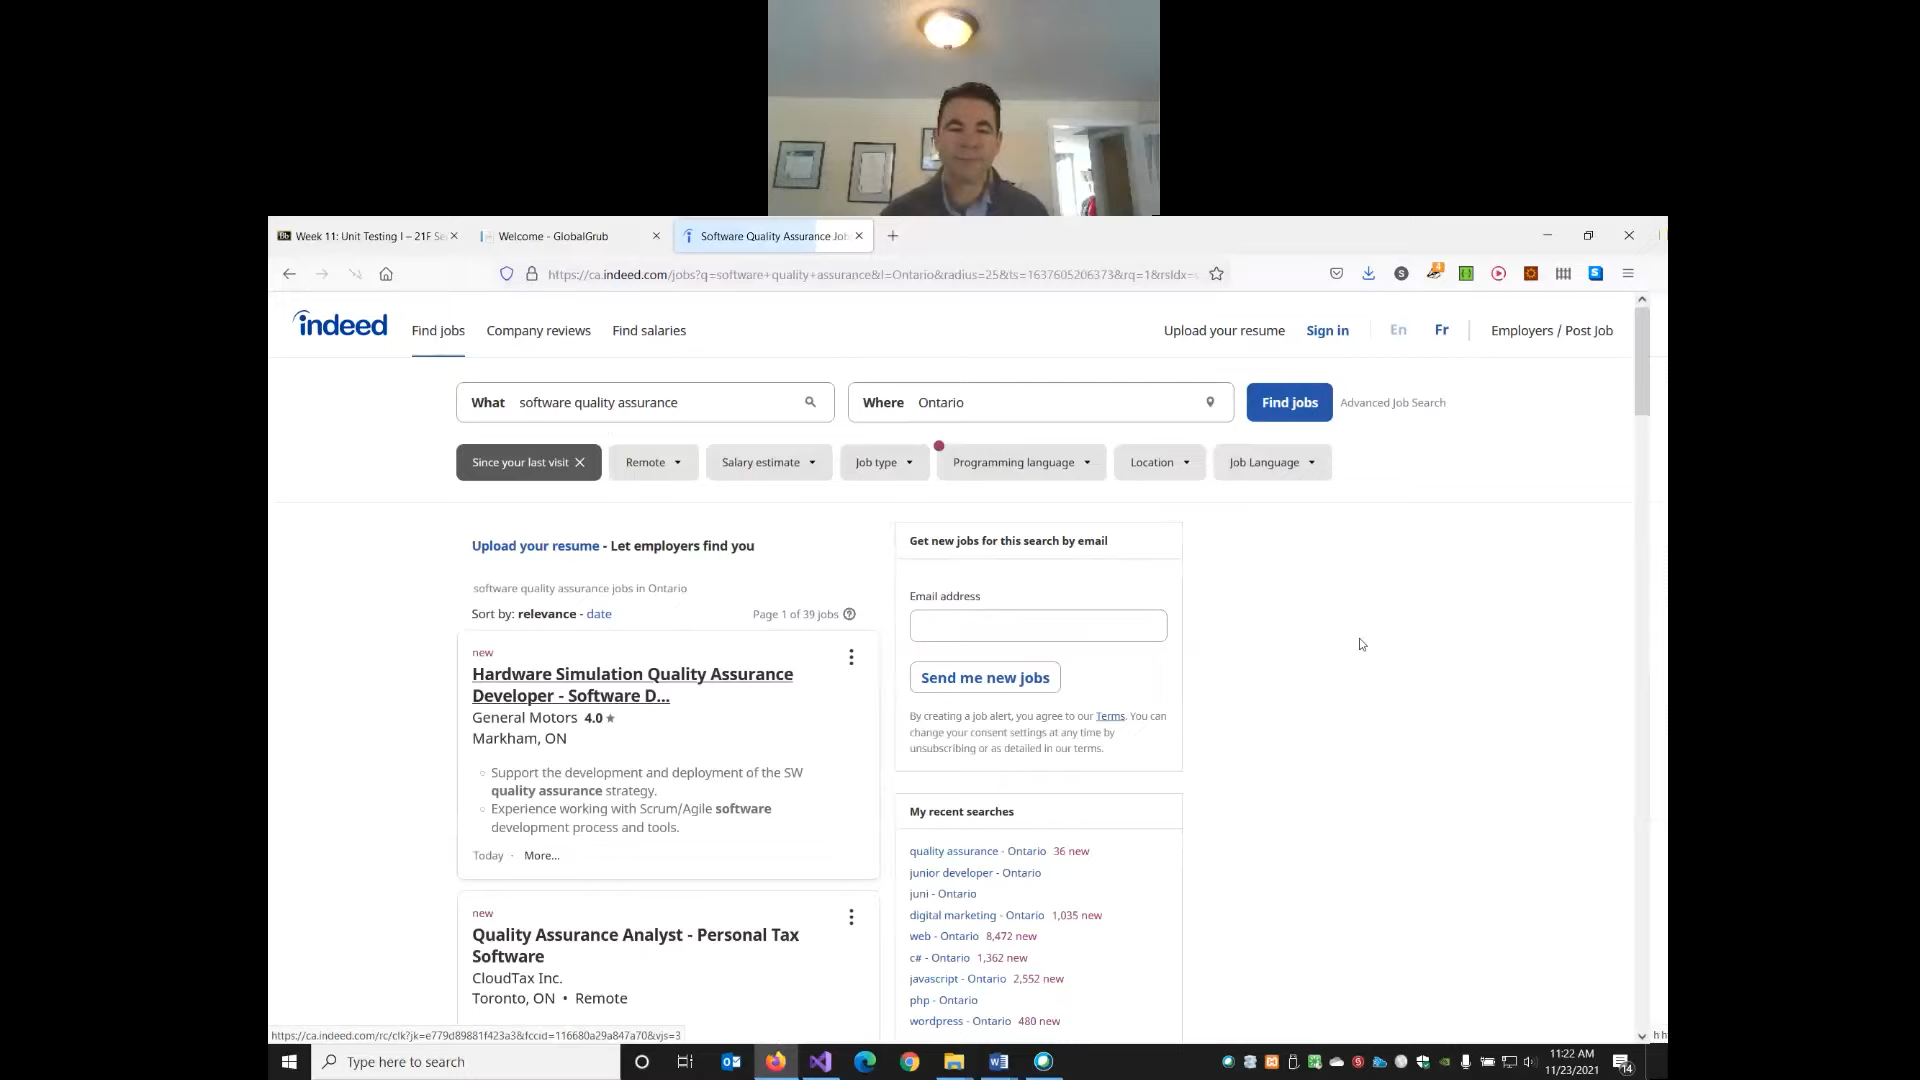 Week 11: Unit Testing I – 21F Se
Welcome - GlobalGrub
Software Quality Assurance Job
https://ca.indeed.com/jobs?q=software+quality+assurance&l=Ontario&radius=25&ts=1637605206373&rq=1&rsIdx=
indeed
Find jobs
Company reviews
Find salaries
Upload your resume
Sign in
En
Fr
Employers / Post Job
What software quality assurance
Where Ontario
Find jobs
Advanced Job Search
Since your last visit
Remote
Salary estimate
Job type
Programming language
Location
Job Language
Upload your resume - Let employers find you
software quality assurance jobs in Ontario
Sort by: relevance - date
Page 1 of 39 jobs
new
Hardware Simulation Quality Assurance
Developer - Software D...
General Motors 4.0
Markham, ON
Support the development and deployment of the SW
quality assurance strategy.
Experience working with Scrum/Agile software
development process and tools.
Today · More...
new
Quality Assurance Analyst - Personal Tax
Software
CloudTax Inc.
Toronto, ON • Remote
Get new jobs for this search by email
Email address
Send me new jobs
By creating a job alert, you agree to our Terms. You can
change your consent settings at any time by
unsubscribing or as detailed in our terms.
My recent searches
quality assurance - Ontario 36 new
junior developer - Ontario
juni - Ontario
digital marketing - Ontario 1,035 new
web - Ontario 8,472 new
c# - Ontario 1,362 new
javascript - Ontario 2,552 new
php - Ontario
wordpress - Ontario 480 new
https://ca.indeed.com/rc/clk?jk=e779d89881f423a3&fccid=116680a29a847a70&vjs=3
Type here to search
11:22 AM
11/23/2021
14